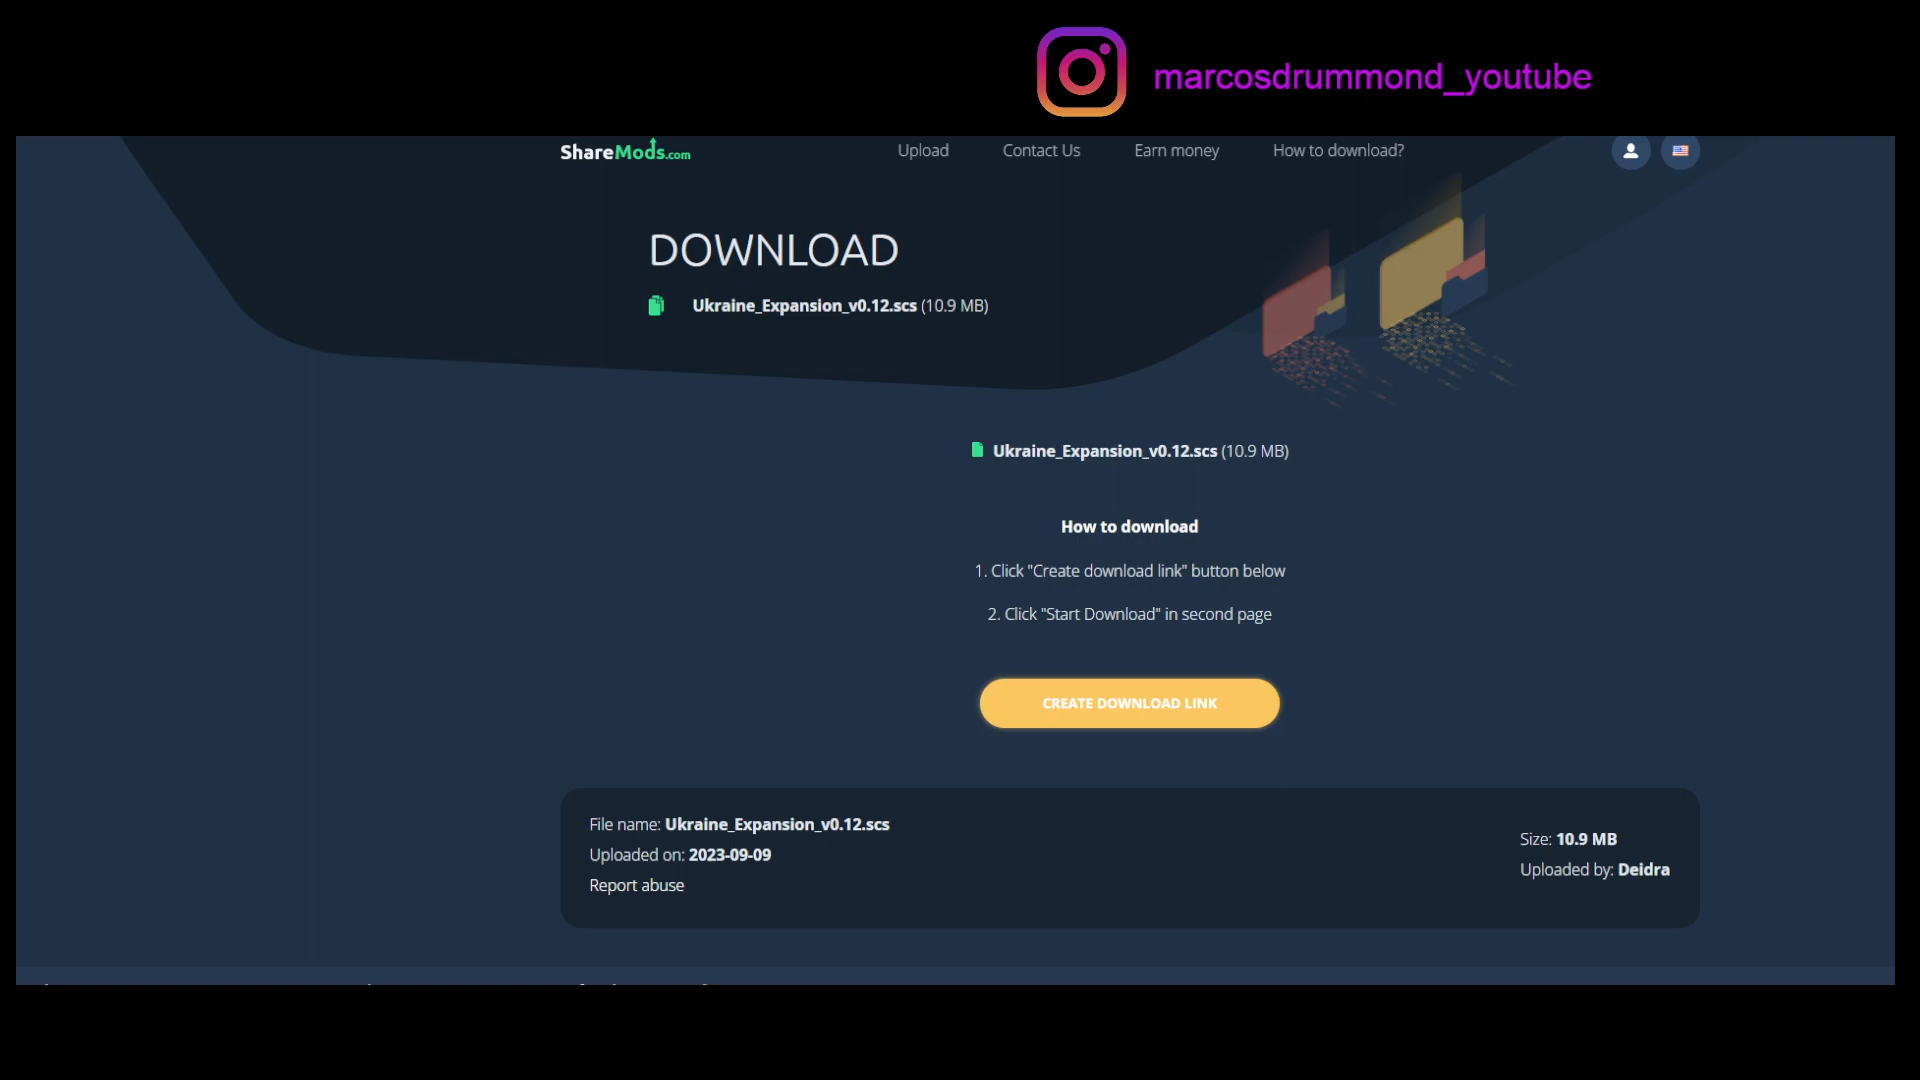 marcosdrummond_youtube
ShareMods.com
Upload
Contact Us
Earn money
How to download?
DOWNLOAD
Ukraine_Expansion_v0.12.scs (10.9 MB)
Ukraine_Expansion_v0.12.scs (10.9 MB)
How to download
1. Click "Create download link" button below
2. Click "Start Download" in second page
CREATE DOWNLOAD LINK
File name: Ukraine_Expansion_v0.12.scs
Uploaded on: 2023-09-09
Report abuse
Size: 10.9 MB
Uploaded by: Deidra